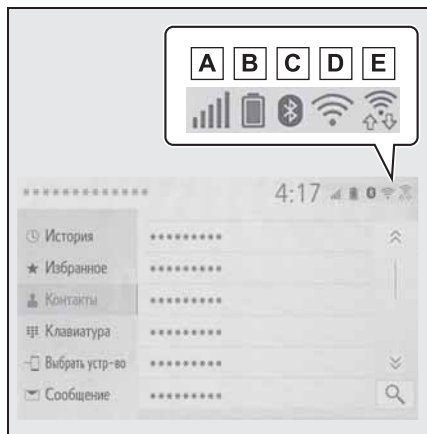 A B C D E
************* 4:17
История *********
Избранное *********
Контакты *********
Клавиатура *********
Выбрать устр-во *********
Сообщение *********